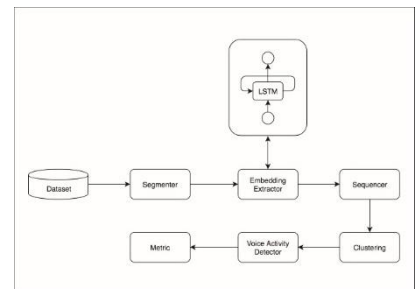 LSTM
Dataset
Segmenter
Embedding
Extractor
Sequencer
Metric
Voice Activity
Detector
Clustering